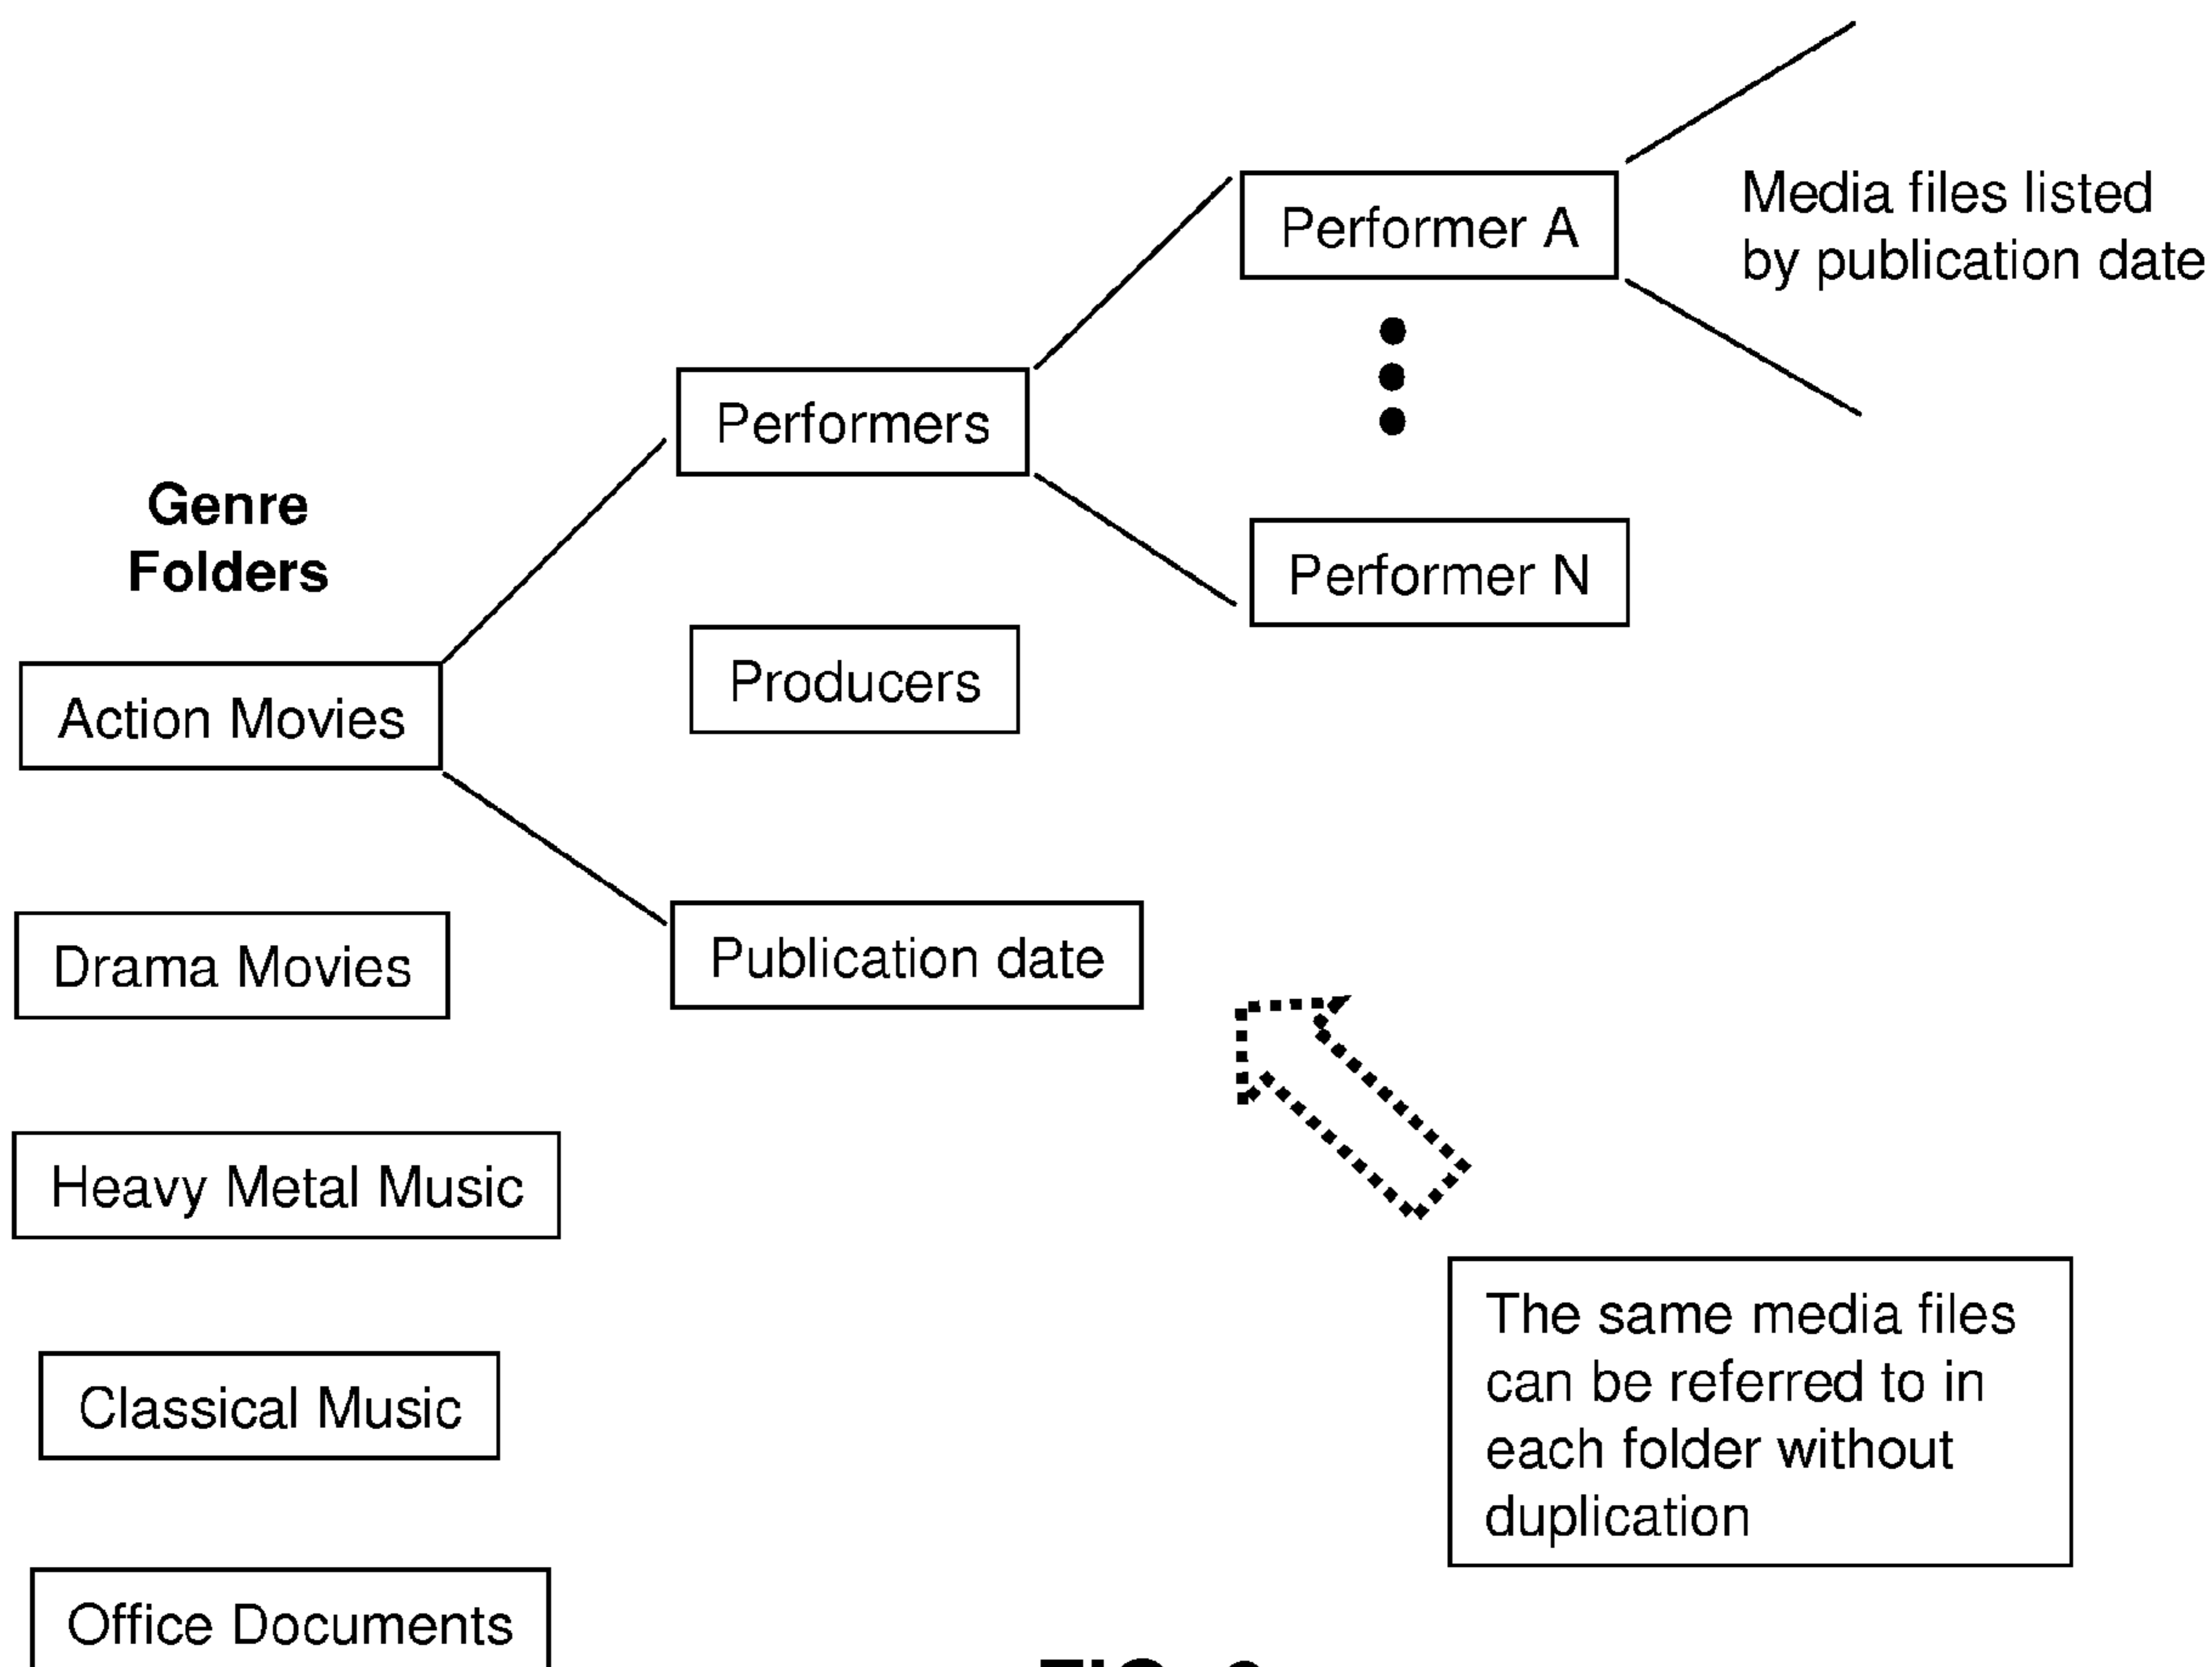 Performer A
Media files listed
by publication date
Performers
Genre
Folders
Performer N
Producers
Action Movies
Publication date
Drama Movies
Heavy Metal Music
The same media files
can be referred to in
each folder without
duplication
Classical Music
Office Documents